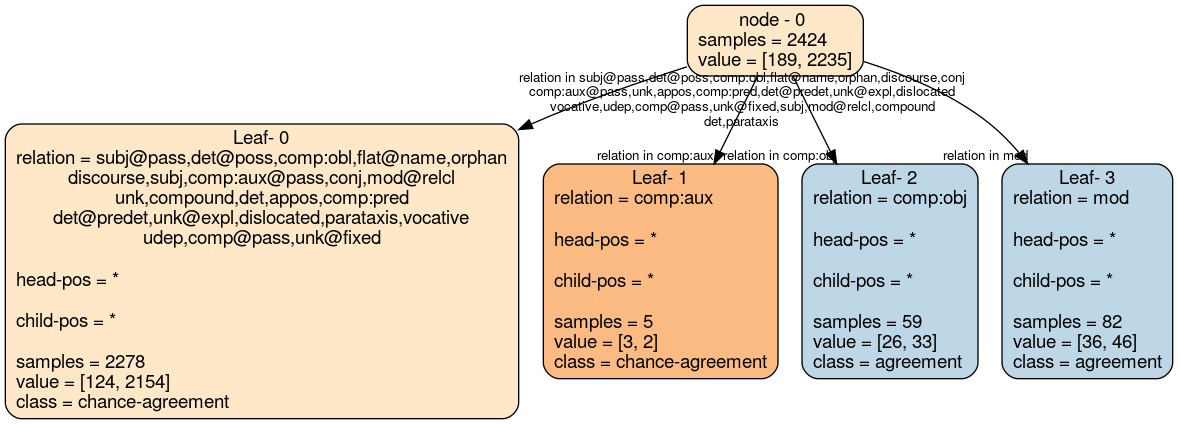 node - 0
samples = 2424
value = [189, 2235]
relation in subj@pass,det@poss,comp:obl,flat@name,orphan,discourse,conj
comp:aux@pass,unk,appos,comp:pred,det@predet,unk@expl,dislocated
vocative,udep,comp@pass,unk@fixed,subj,mod@relcl,compound
det,parataxis
relation in comp:aux
relation in comp:obj
relation in mod
Leaf- 0
relation = subj@pass,det@poss,comp:obl,flat@name,orphan
discourse,subj,comp:aux@pass,conj,mod@relcl
unk,compound,det,appos,comp:pred
det@predet,unk@expl,dislocated,parataxis,vocative
udep,comp@pass,unk@fixed
head-pos = *
child-pos = *
samples = 2278
value = [124, 2154]
class = chance-agreement
Leaf- 1
relation = comp:aux
head-pos = *
child-pos = *
samples = 5
value = [3, 2]
class = chance-agreement
Leaf- 2
relation = comp:obj
head-pos = *
child-pos = *
samples = 59
value = [26, 33]
class = agreement
Leaf- 3
relation = mod
head-pos = *
child-pos = *
samples = 82
value = [36, 46]
class = agreement